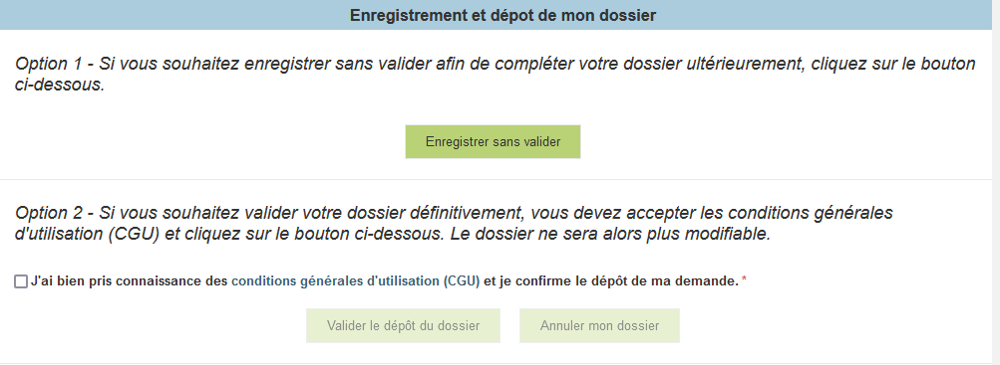 Enregistrement et dépot de mon dossier
Option 1 - Si vous souhaitez enregistrer sans valider afin de compléter votre dossier ultérieurement, cliquez sur le bouton
ci-dessous.
Enregistrer sans valider
Option 2 - Si vous souhaitez valider votre dossier définitivement, vous devez accepter les conditions générales
d'utilisation (CGU) et cliquez sur le bouton ci-dessous. Le dossier ne sera alors plus modifiable.
J'ai bien pris connaissance des conditions générales d'utilisation (CGU) et je confirme le dépôt de ma demande. *
Valider le dépôt du dossier
Annuler mon dossier